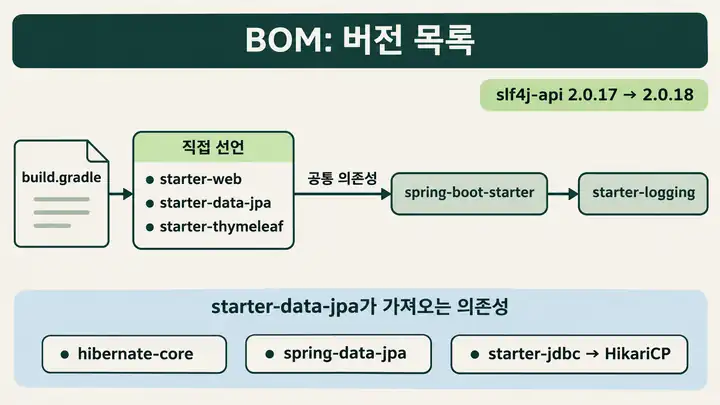 BOM: 버전 목록
slf4j-api 2.0.17 → 2.0.18
build.gradle
직접 선언
• starter-web
• starter-data-jpa
• starter-thymeleaf
공통 의존성
spring-boot-starter
starter-logging
starter-data-jpa가 가져오는 의존성
• hibernate-core
• spring-data-jpa
• starter-jdbc → HikariCP